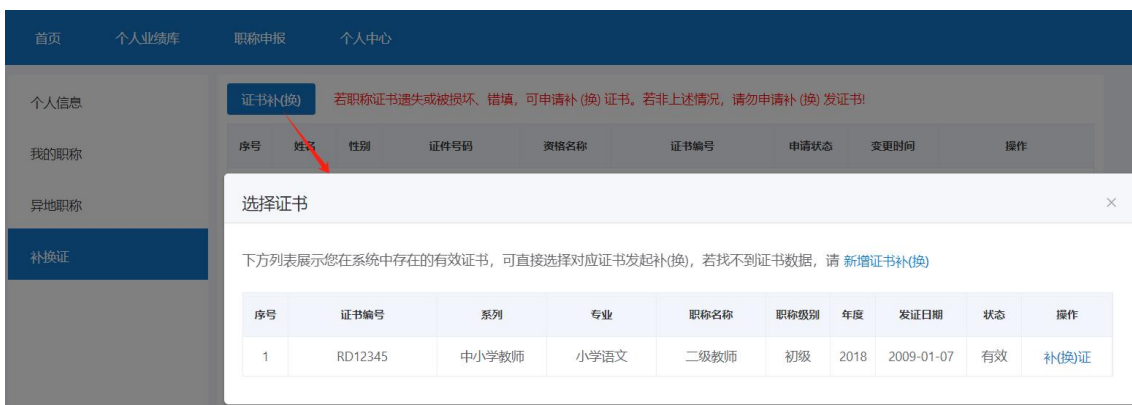 首页 个人业绩库 职称申报 个人中心
个人信息
我的职称
异地职称
补换证
证书补(换) 若职称证书遗失或被损坏、错填，可申请补 (换) 证书。若非上述情况，请勿申请补 (换) 发证书!
序号 姓名 性别 证件号码 资格名称 证书编号 申请状态 变更时间 操作
选择证书
下方列表展示您在系统中存在的有效证书，可直接选择对应证书发起补(换)，若找不到证书数据，请 新增证书补(换)
序号 证书编号 系列 专业 职称名称 职称级别 年度 发证日期 状态 操作
1 RD12345 中小学教师 小学语文 二级教师 初级 2018 2009-01-07 有效 补(换)证